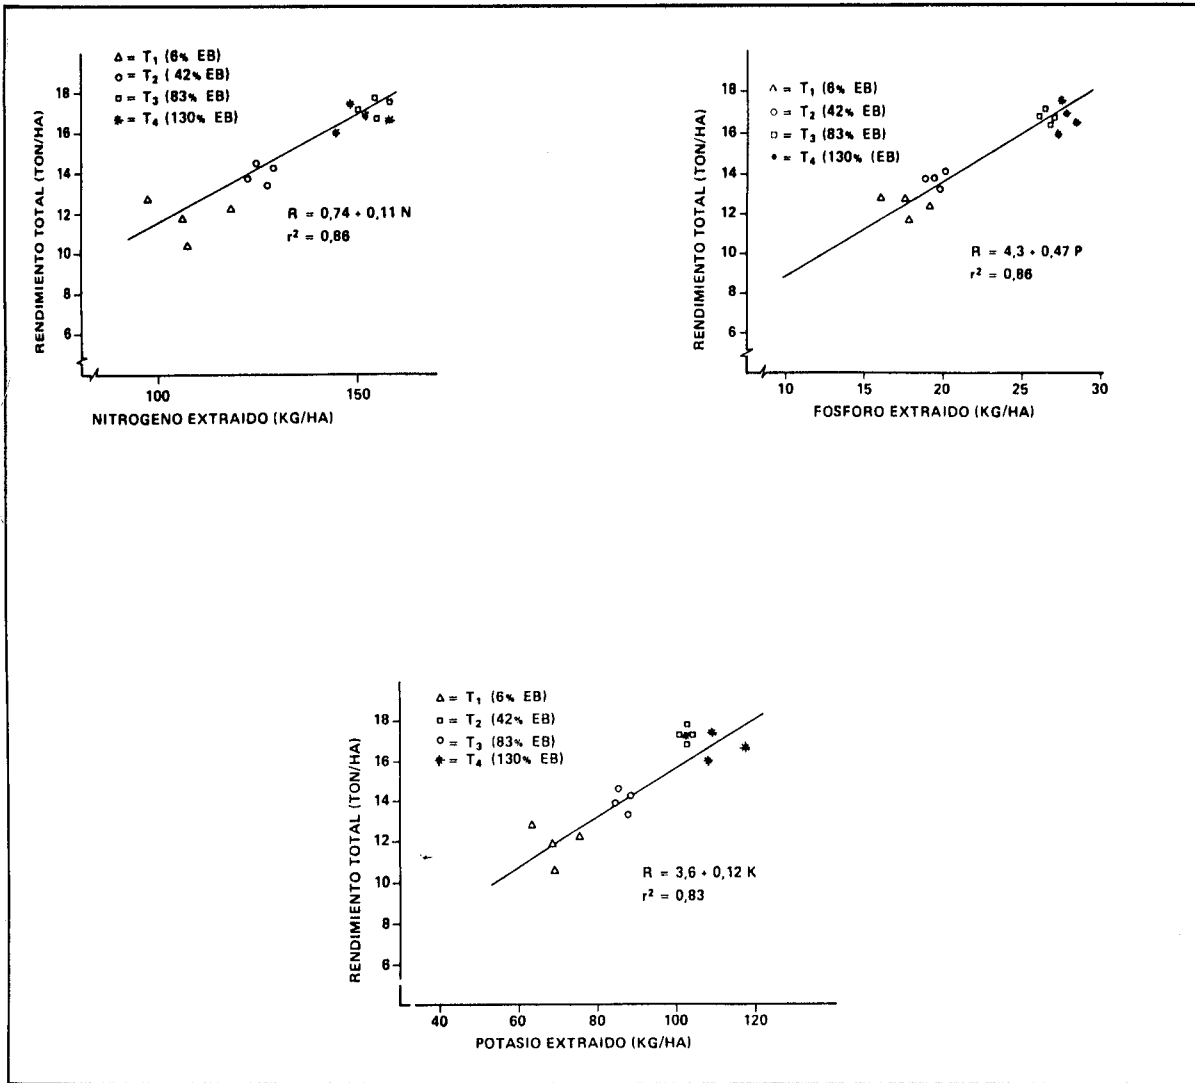 Δ = T₁ (6% EB)
o = T₂ (42% EB)
□ = T₃ (83% EB)
* = T₄ (130% EB)
RENDIMIENTO TOTAL (TON/HA)
18
16
14
12
10
8
6
R = 0,74 + 0,11 N
r² = 0,86
100 150
NITROGENO EXTRAIDO (KG/HA)
Δ = T₁ (6% EB)
o = T₂ (42% EB)
□ = T₃ (83% EB)
• = T₄ (130% (EB)
RENDIMIENTO TOTAL (TON/HA)
18
16
14
12
10
8
6
R = 4,3 + 0,47 P
r² = 0,86
10 15 20 25 30
FOSFORO EXTRAIDO (KG/HA)
Δ = T₁ (6% EB)
□ = T₂ (42% EB)
o = T₃ (83% EB)
* = T₄ (130% EB)
RENDIMIENTO TOTAL (TON/HA)
18
16
14
12
10
8
6
R = 3,6 + 0,12 K
r² = 0,83
40 60 80 100 120
POTASIO EXTRAIDO (KG/HA)